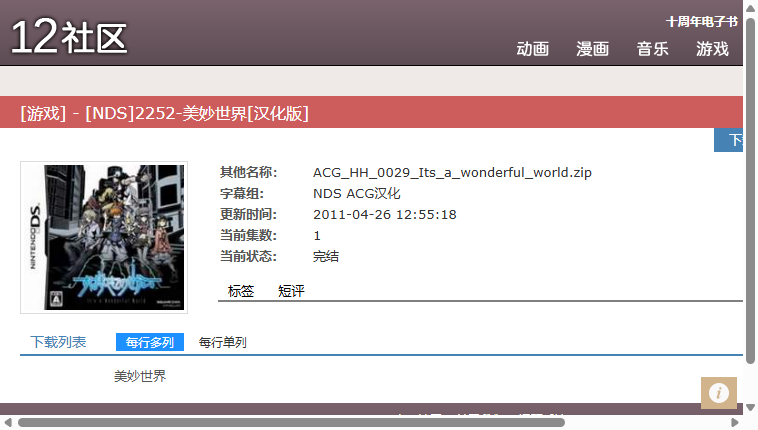 12社区
十周年电子书
动画 漫画 音乐 游戏
[游戏] - [NDS]2252-美妙世界[汉化版]
其他名称: ACG_HH_0029_Its_a_wonderful_world.zip
字幕组: NDS ACG汉化
更新时间: 2011-04-26 12:55:18
当前集数: 1
当前状态: 完结
标签 短评
NINTENDO DS
It's a Wonderful World
下载列表 每行多列 每行单列
美妙世界